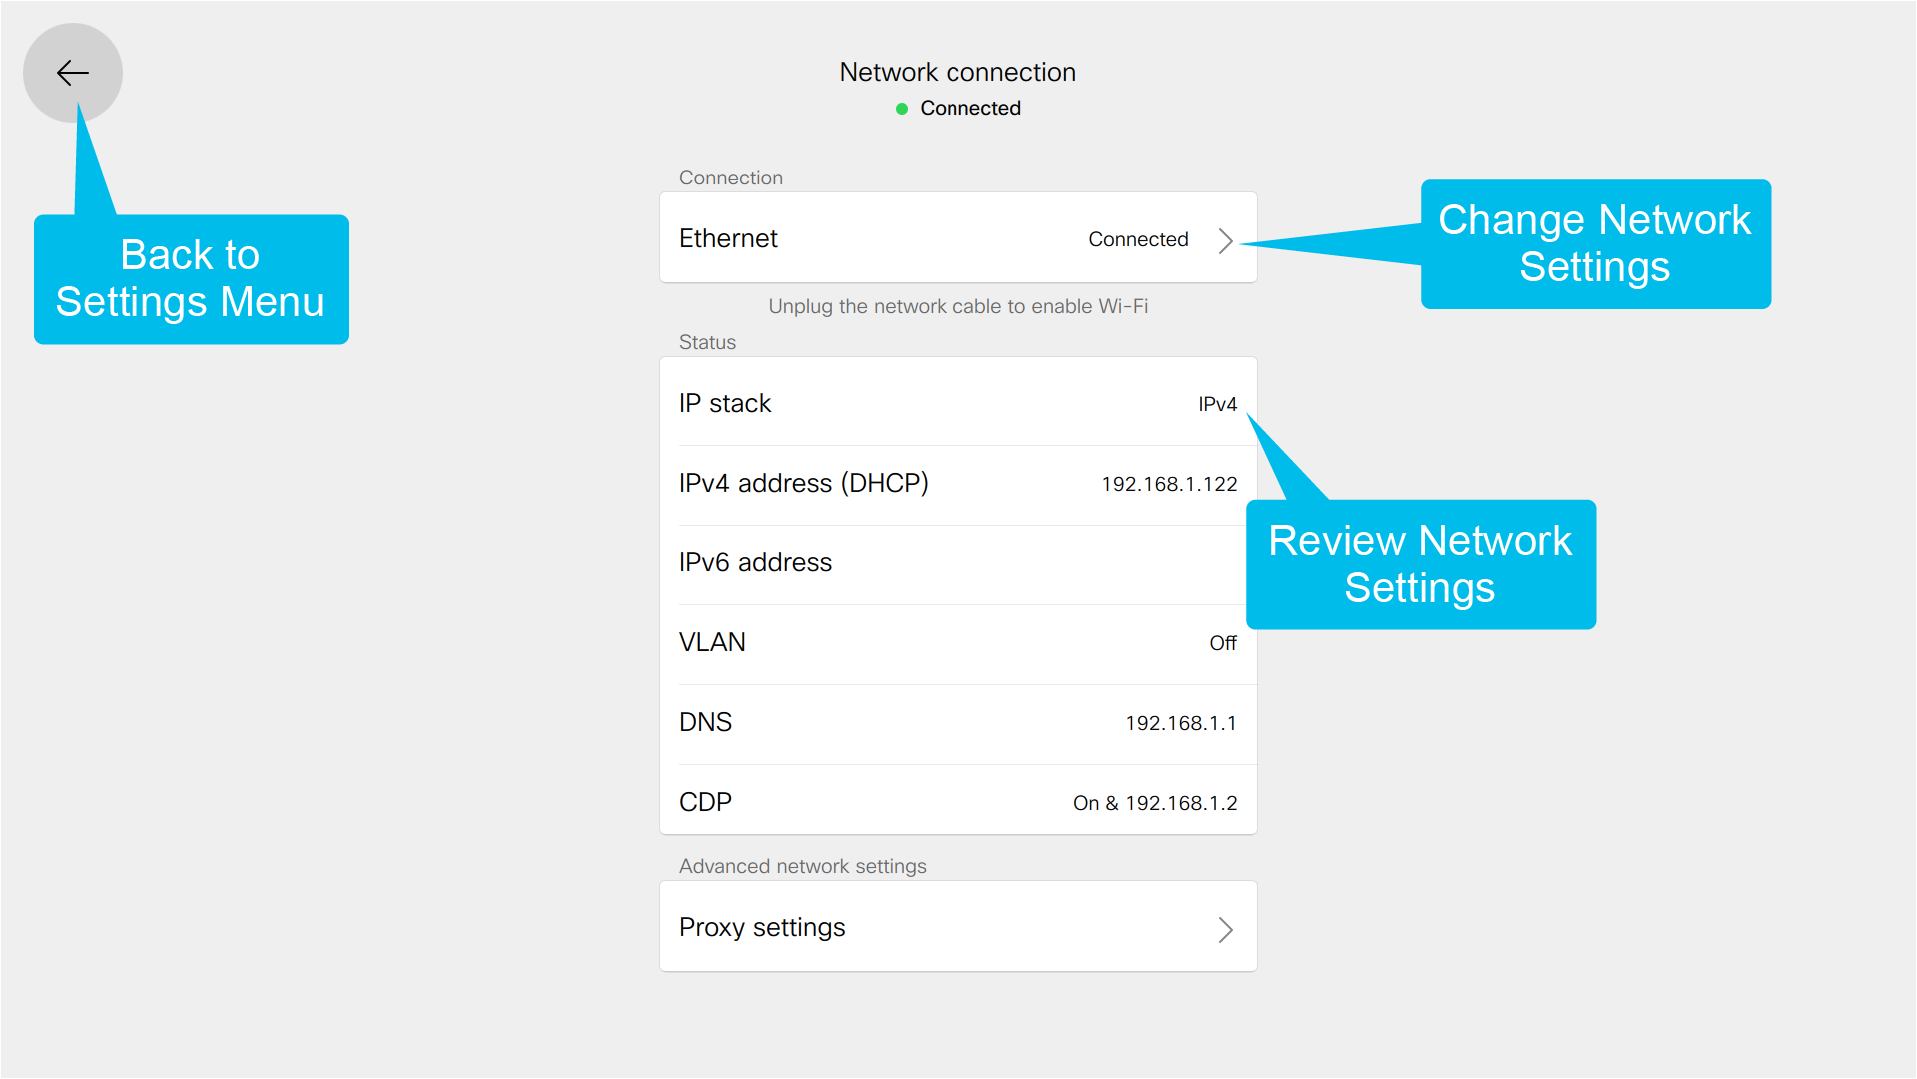 Network connection
Connected
Back to
Settings Menu
Connection
Ethernet Connected
Change Network
Settings
Unplug the network cable to enable Wi-Fi
Status
IP stack IPv4
IPv4 address (DHCP) 192.168.1.122
Review Network
Settings
IPv6 address
VLAN Off
DNS 192.168.1.1
CDP On & 192.168.1.2
Advanced network settings
Proxy settings